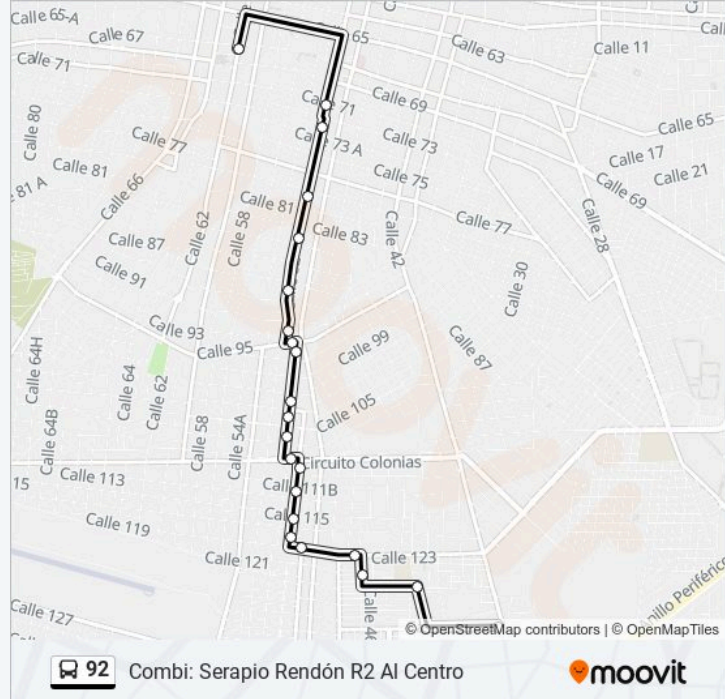 Calle 65-A
Calle 67
65
Calle 63
Calle 11
Calle 71
Calle 71
Calle 69
Calle 80
Calle 77
Calle 73 A
Calle 73
Calle 65
Calle 17
Calle 81
Calle 75
Calle 69
Calle 21
81 A
Calle 66
Calle 81
Calle 77
Calle 28
Calle 87
Calle 62
Calle 58
Calle 83
Calle 42
Calle 91
Calle 30
Calle 93
Calle 95
Calle 99
Calle 87
Calle 64H
Calle 64
Calle 62
Calle 105
Calle 64B
Calle 58
Calle 54A
Calle 113
Circuito Colonias
15
Calle 111B
115
Calle 119
Calle 121
Calle 123
Calle 127
Calle 46
© OpenStreetMap contributors | © OpenMapTiles
92 Combi: Serapio Rendón R2 Al Centro
moovit